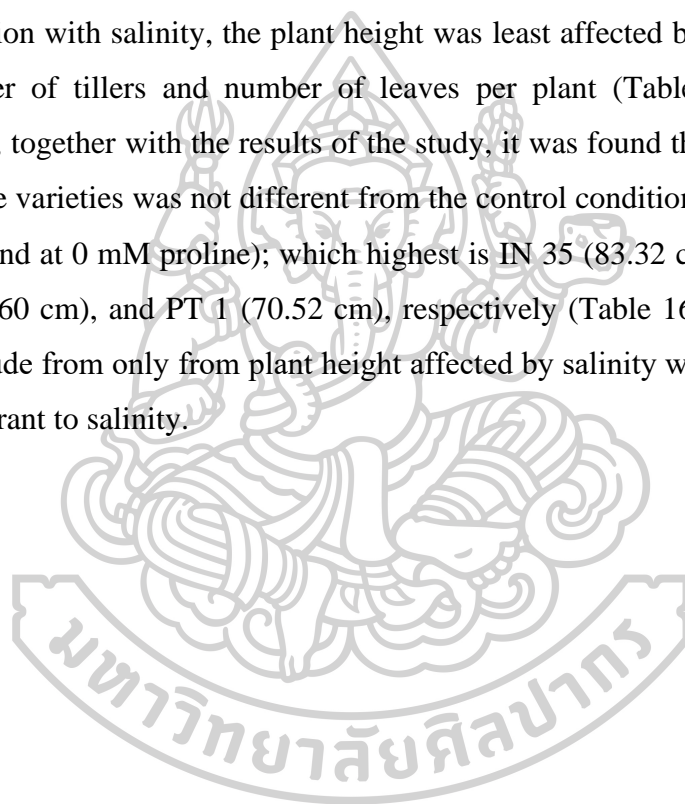 ion with salinity, the plant height was least affected b
er of tillers and number of leaves per plant (Table
, together with the results of the study, it was found th
e varieties was not different from the control condition
nd at 0 mM proline); which highest is IN 35 (83.32 c
60 cm), and PT 1 (70.52 cm), respectively (Table 16
ude from only from plant height affected by salinity w
rant to salinity.
มหาวิทยาลัยศิลปากร